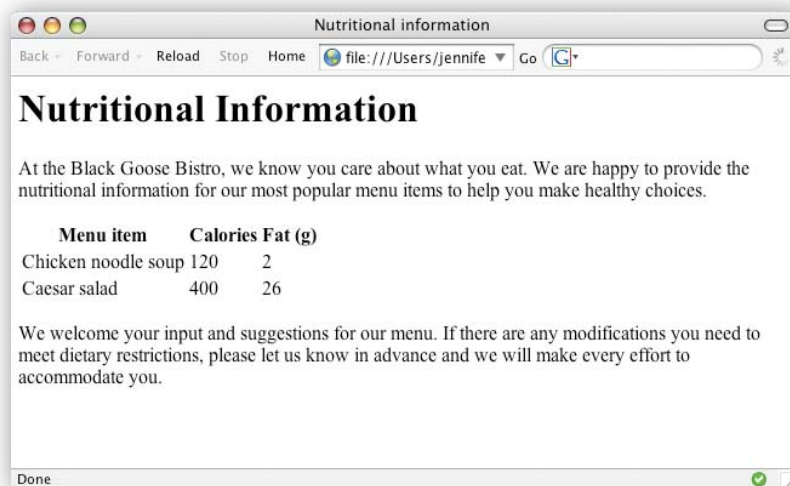 Nutritional information
Back Forward Reload Stop Home file:///Users/jennife Go G
Nutritional Information
At the Black Goose Bistro, we know you care about what you eat. We are happy to provide the
nutritional information for our most popular menu items to help you make healthy choices.
Menu item Calories Fat (g)
Chicken noodle soup 120 2
Caesar salad 400 26
We welcome your input and suggestions for our menu. If there are any modifications you need to
meet dietary restrictions, please let us know in advance and we will make every effort to
accommodate you.
Done